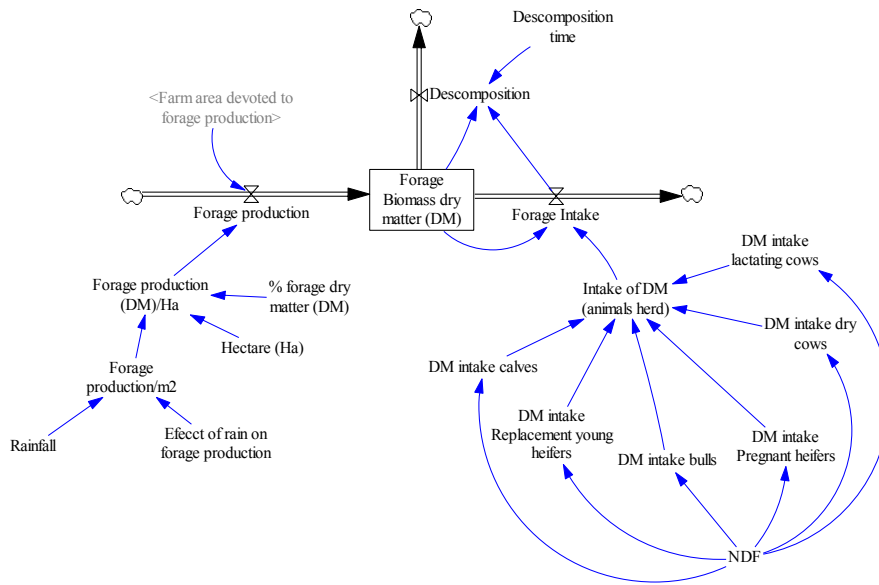 Descomposition
time
Descomposition
<Farm area devoted to
forage production>
Forage
Biomass dry
matter (DM)
Forage production
Forage Intake
DM intake
lactating cows
Forage production
(DM)/Ha
% forage dry
matter (DM)
Intake of DM
(animals herd)
Hectare (Ha)
DM intake dry
cows
Forage
production/m2
DM intake calves
Rainfall
Efecct of rain on
forage production
DM intake
Replacement young
heifers
DM intake bulls
DM intake
Pregnant heifers
NDF